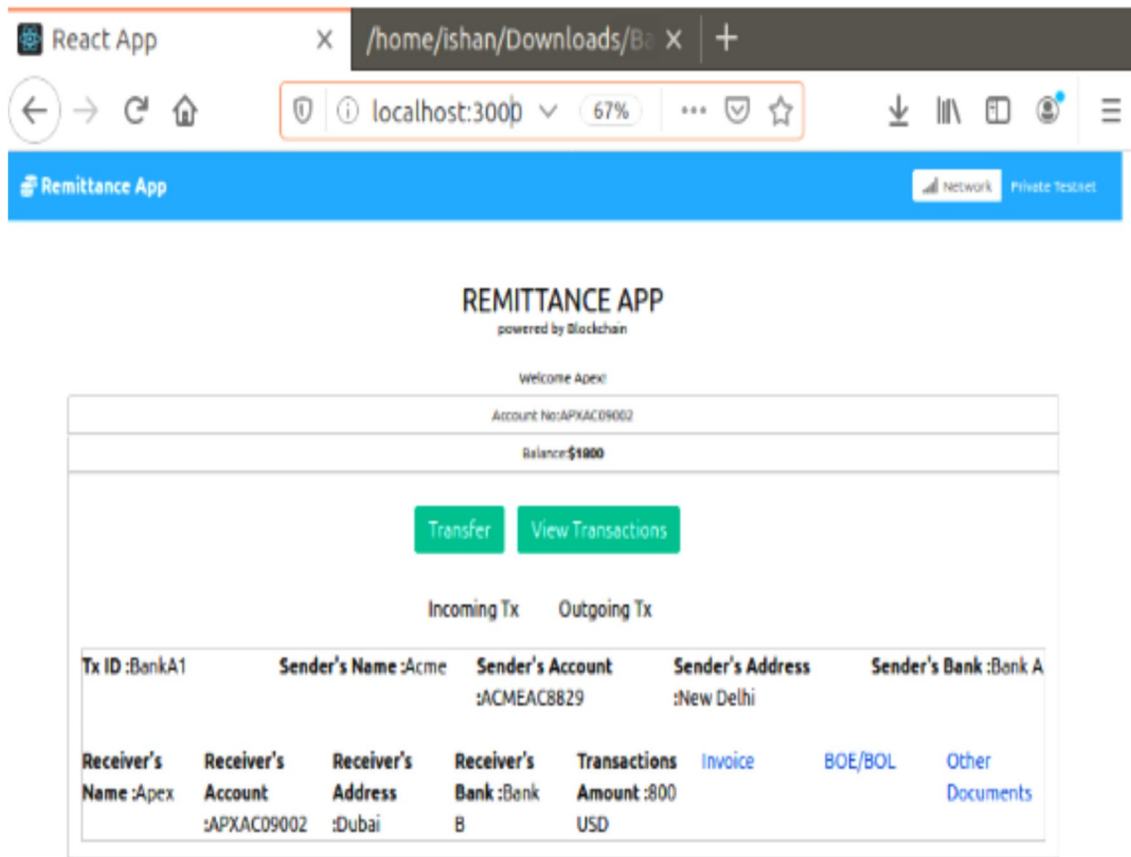 React App
/home/ishan/Downloads/Ba
localhost:3000 67%
Remittance App Network Private Testnet
REMITTANCE APP
powered by Blockchain
Welcome Apex!
Account No:APXAC09002
Balance:$1800
Transfer View Transactions
Incoming Tx Outgoing Tx
Tx ID :BankA1 Sender's Name :Acme Sender's Account Sender's Address Sender's Bank :Bank A
:ACMEAC8829 :New Delhi
Receiver's Receiver's Receiver's Receiver's Transactions Invoice BOE/BOL Other
Name :Apex Account Address Bank :Bank Amount :800 Documents
:APXAC09002 :Dubai B USD